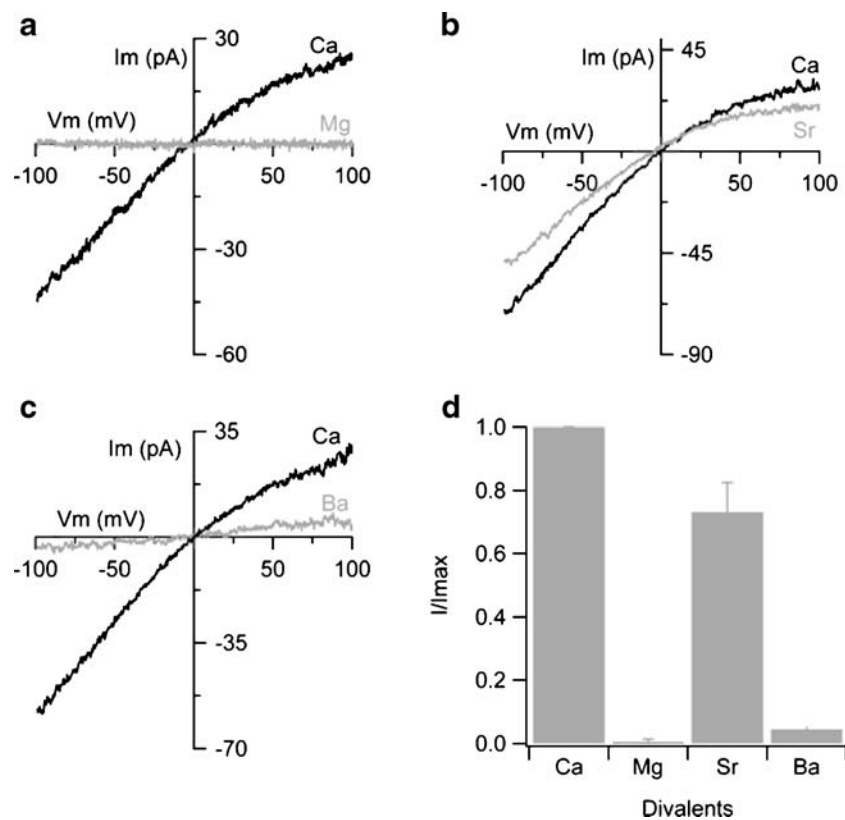 a
Im (pA)
30
Ca
Vm (mV)
Mg
-100
-50
50
100
-30
-60
b
Im (pA)
45
Ca
Vm (mV)
Sr
-100
-50
50
100
-45
-90
c
Im (pA)
35
Ca
Vm (mV)
Ba
-100
-50
50
100
-35
-70
d
I/Imax
1.0
0.8
0.6
0.4
0.2
0.0
Ca Mg Sr Ba
Divalents